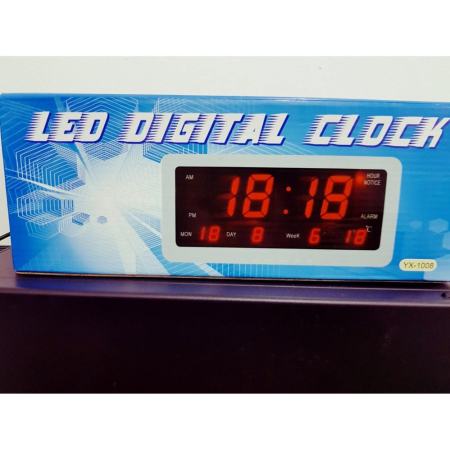 LED DIGITAL CLOCK
AM
18:18
HOUR
NOTICE
PM
ALARM
MON 18 DAY 8 WeeK 6 18 ℃
YX-1008